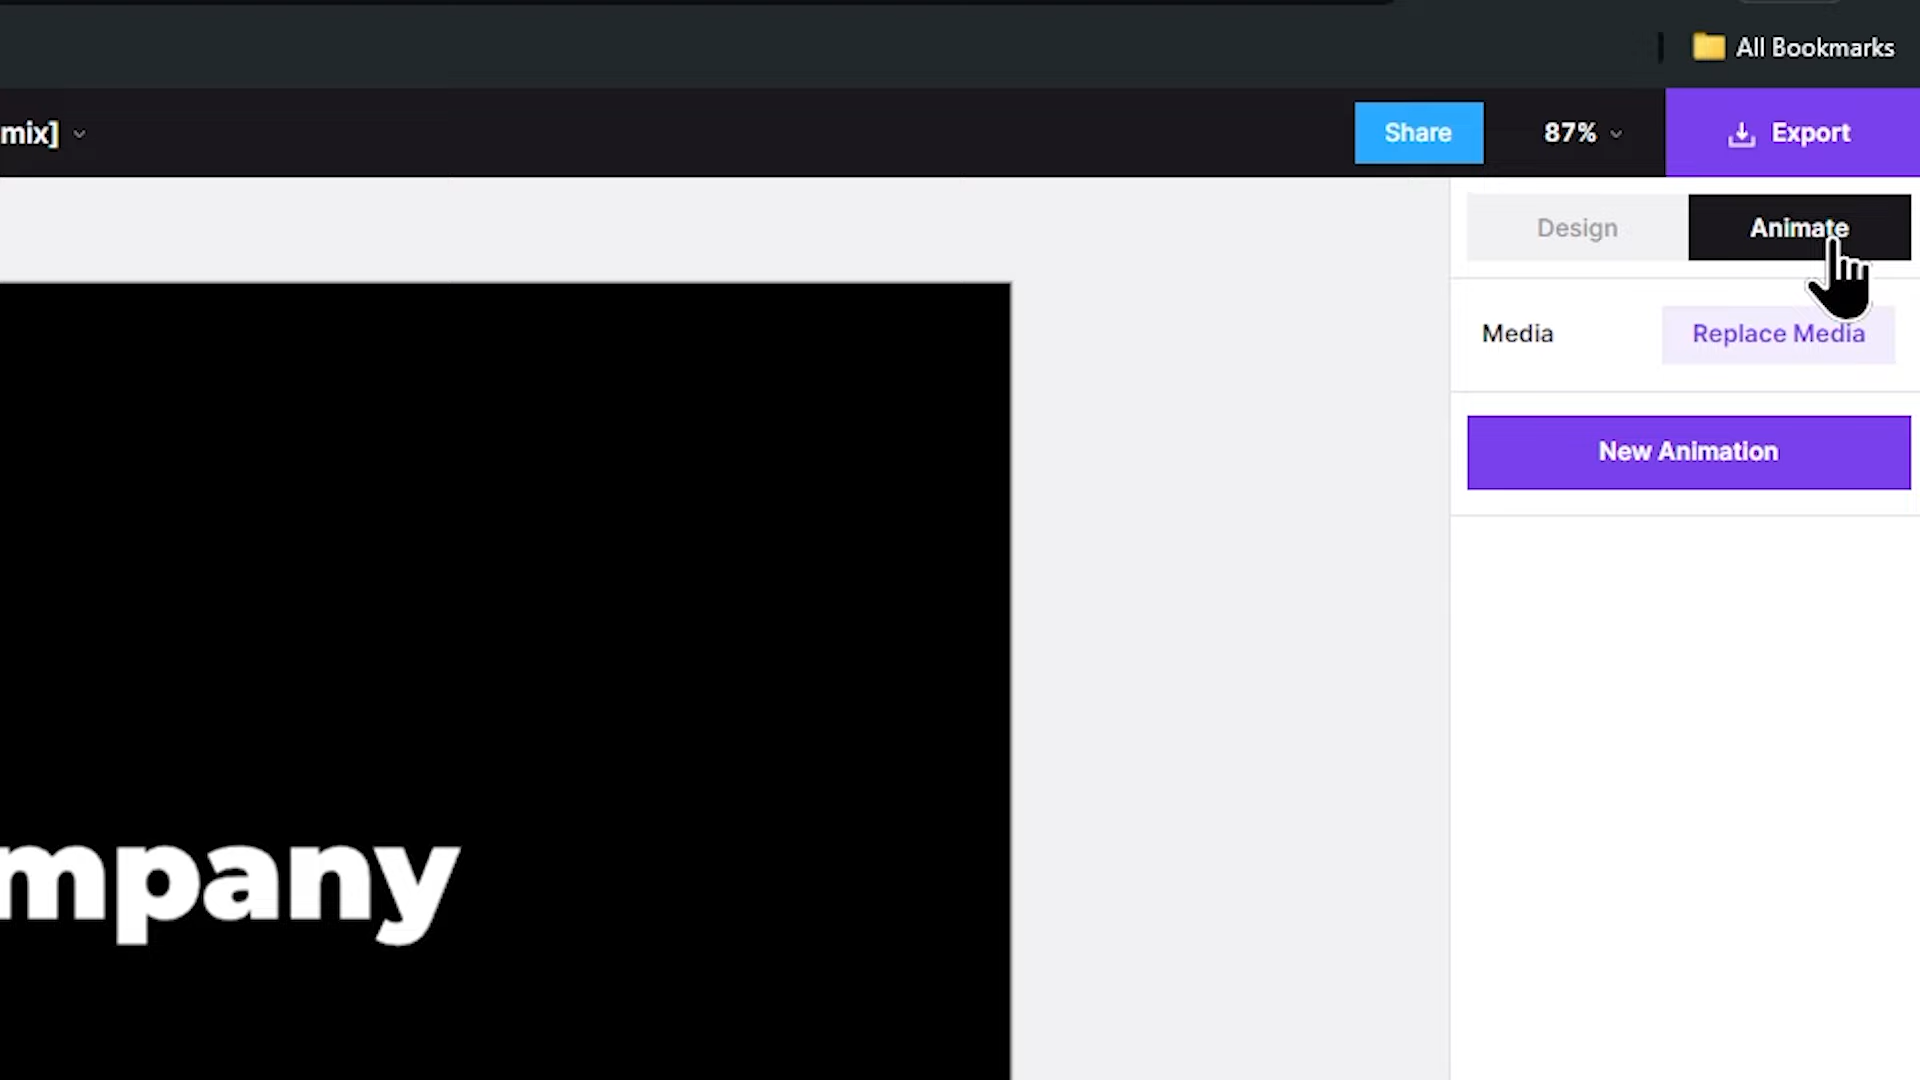 All Bookmarks
mix]
Share
87%
Export
Design
Animate
Media
Replace Media
New Animation
mpany